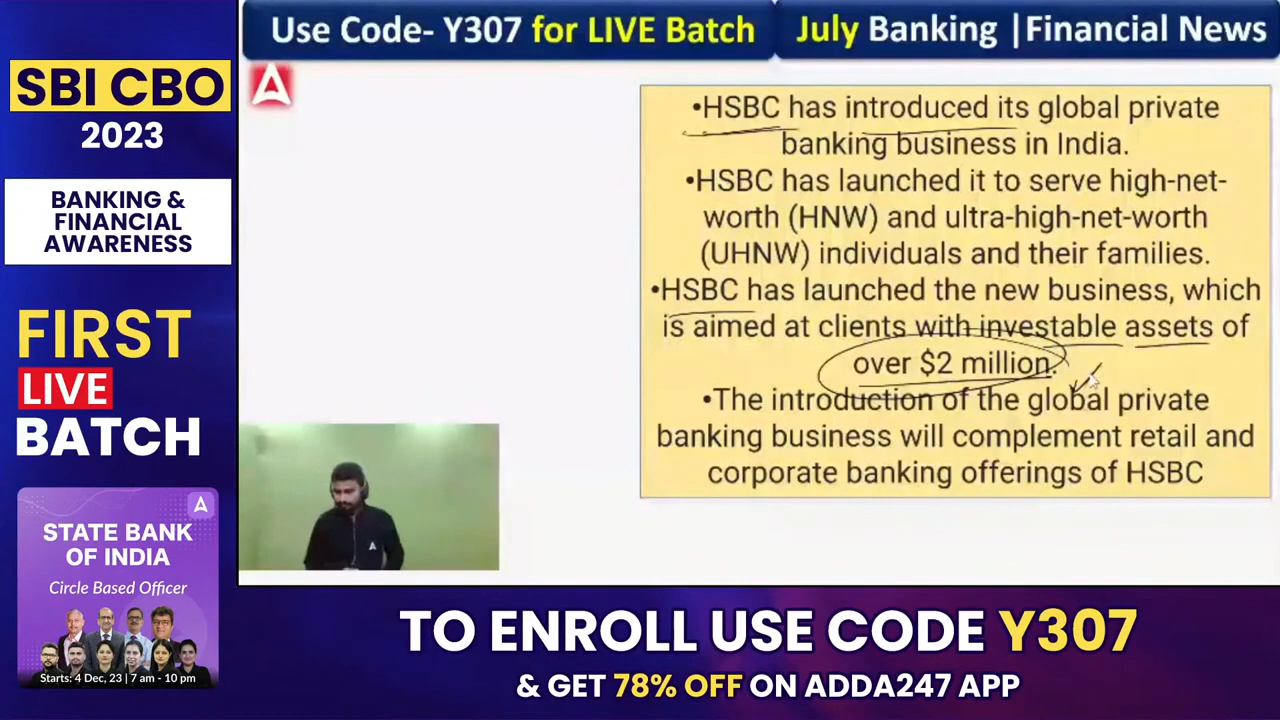 Use Code- Y307 for LIVE Batch
July Banking |Financial News
SBI CBO
2023
BANKING &
FINANCIAL
AWARENESS
FIRST
LIVE
BATCH
STATE BANK
OF INDIA
Circle Based Officer
Starts: 4 Dec, 23 | 7 am - 10 pm
•HSBC has introduced its global private
banking business in India.
•HSBC has launched it to serve high-net-
worth (HNW) and ultra-high-net-worth
(UHNW) individuals and their families.
•HSBC has launched the new business, which
is aimed at clients with investable assets of
over $2 million.
•The introduction of the global private
banking business will complement retail and
corporate banking offerings of HSBC
TO ENROLL USE CODE Y307
& GET 78% OFF ON ADDA247 APP